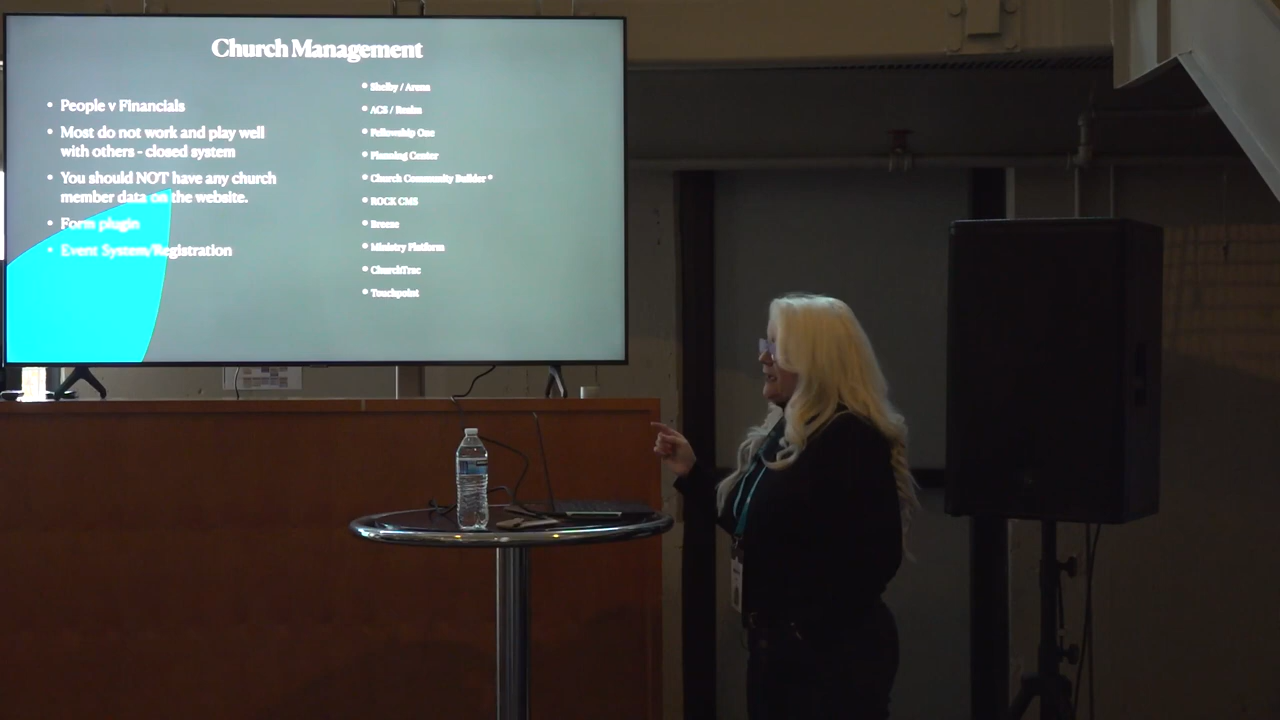 Church Management
• People v Financials
• Most do not work and play well
with others - closed system
• You should NOT have any church
member data on the website.
• Form plugin
• Event System/Registration
• Shelby / Arena
• ACS / Realm
• Fellowship One
• Planning Center
• Church Community Builder *
• ROCK CMS
• Breeze
• Ministry Platform
• ChurchTrac
• Touchpoint